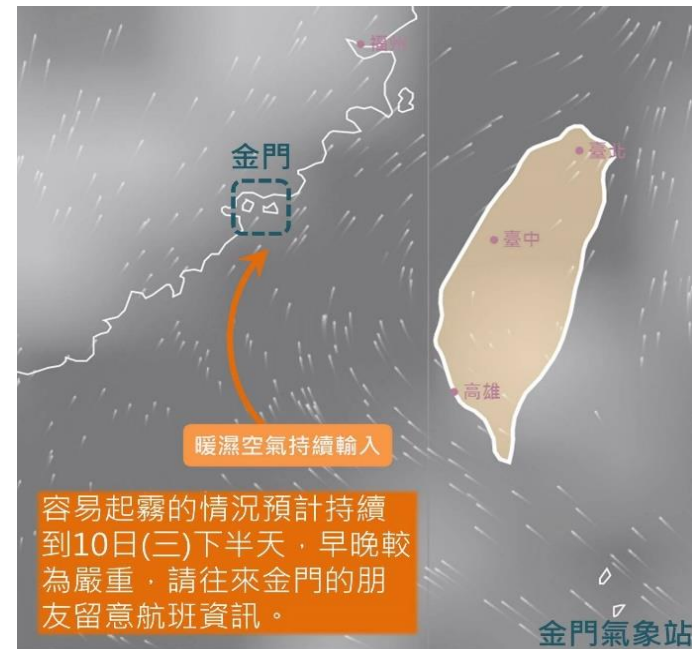 福州
金門
臺北
臺中
高雄
暖濕空氣持續輸入
容易起霧的情況預計持續
到10日(三)下半天，早晚較
為嚴重，請往來金門的朋
友留意航班資訊。
金門氣象站